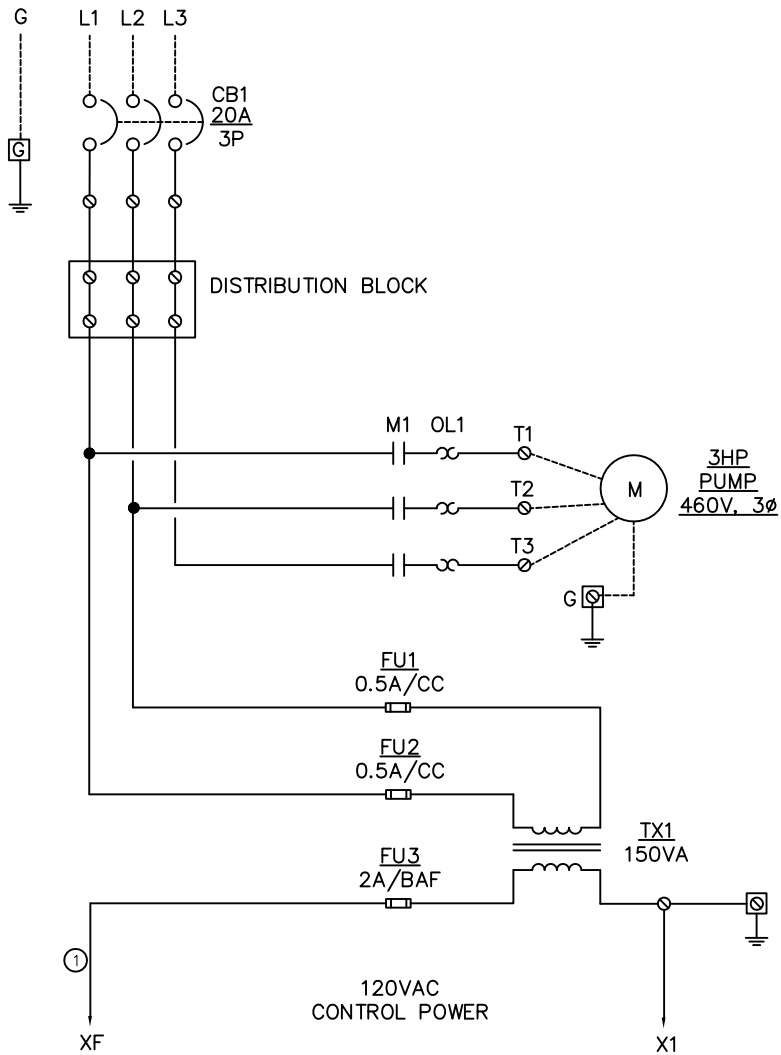 G L1 L2 L3
CB1
20A
3P
G
DISTRIBUTION BLOCK
M1 OL1
T1
T2
T3
M
3HP
PUMP
460V, 3ø
G
FU1
0.5A/CC
FU2
0.5A/CC
TX1
150VA
FU3
2A/BAF
1
120VAC
CONTROL POWER
XF X1